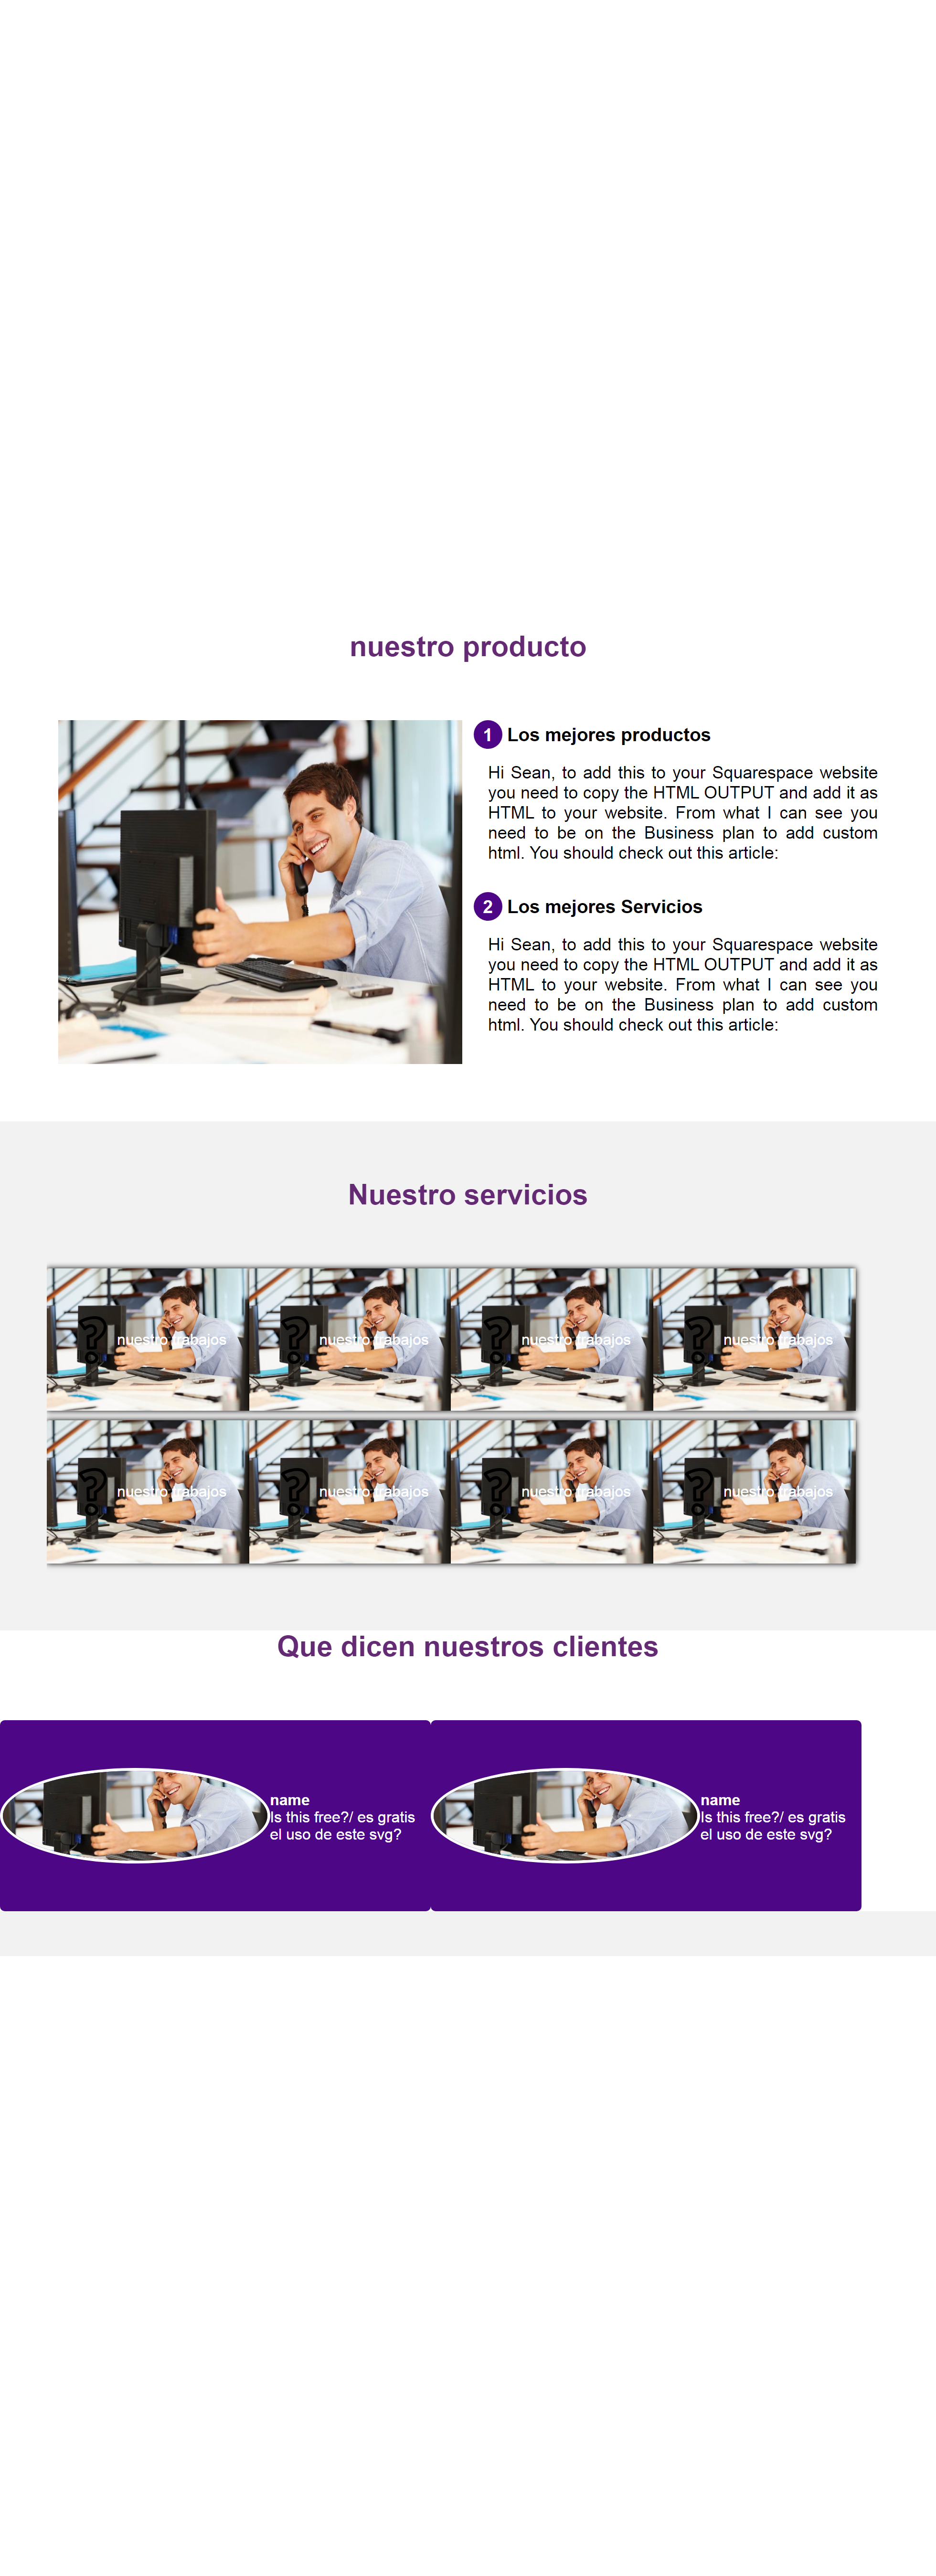 nuestro producto
1 Los mejores productos
Hi Sean, to add this to your Squarespace website
you need to copy the HTML OUTPUT and add it as
HTML to your website. From what I can see you
need to be on the Business plan to add custom
html. You should check out this article:
2 Los mejores Servicios
Hi Sean, to add this to your Squarespace website
you need to copy the HTML OUTPUT and add it as
HTML to your website. From what I can see you
need to be on the Business plan to add custom
html. You should check out this article:
Nuestro servicios
? nuestro trabajos ? nuestro trabajos ? nuestro trabajos ? nuestro trabajos
? nuestro trabajos ? nuestro trabajos ? nuestro trabajos ? nuestro trabajos
Que dicen nuestros clientes
name
Is this free?/ es gratis
el uso de este svg?
name
Is this free?/ es gratis
el uso de este svg?